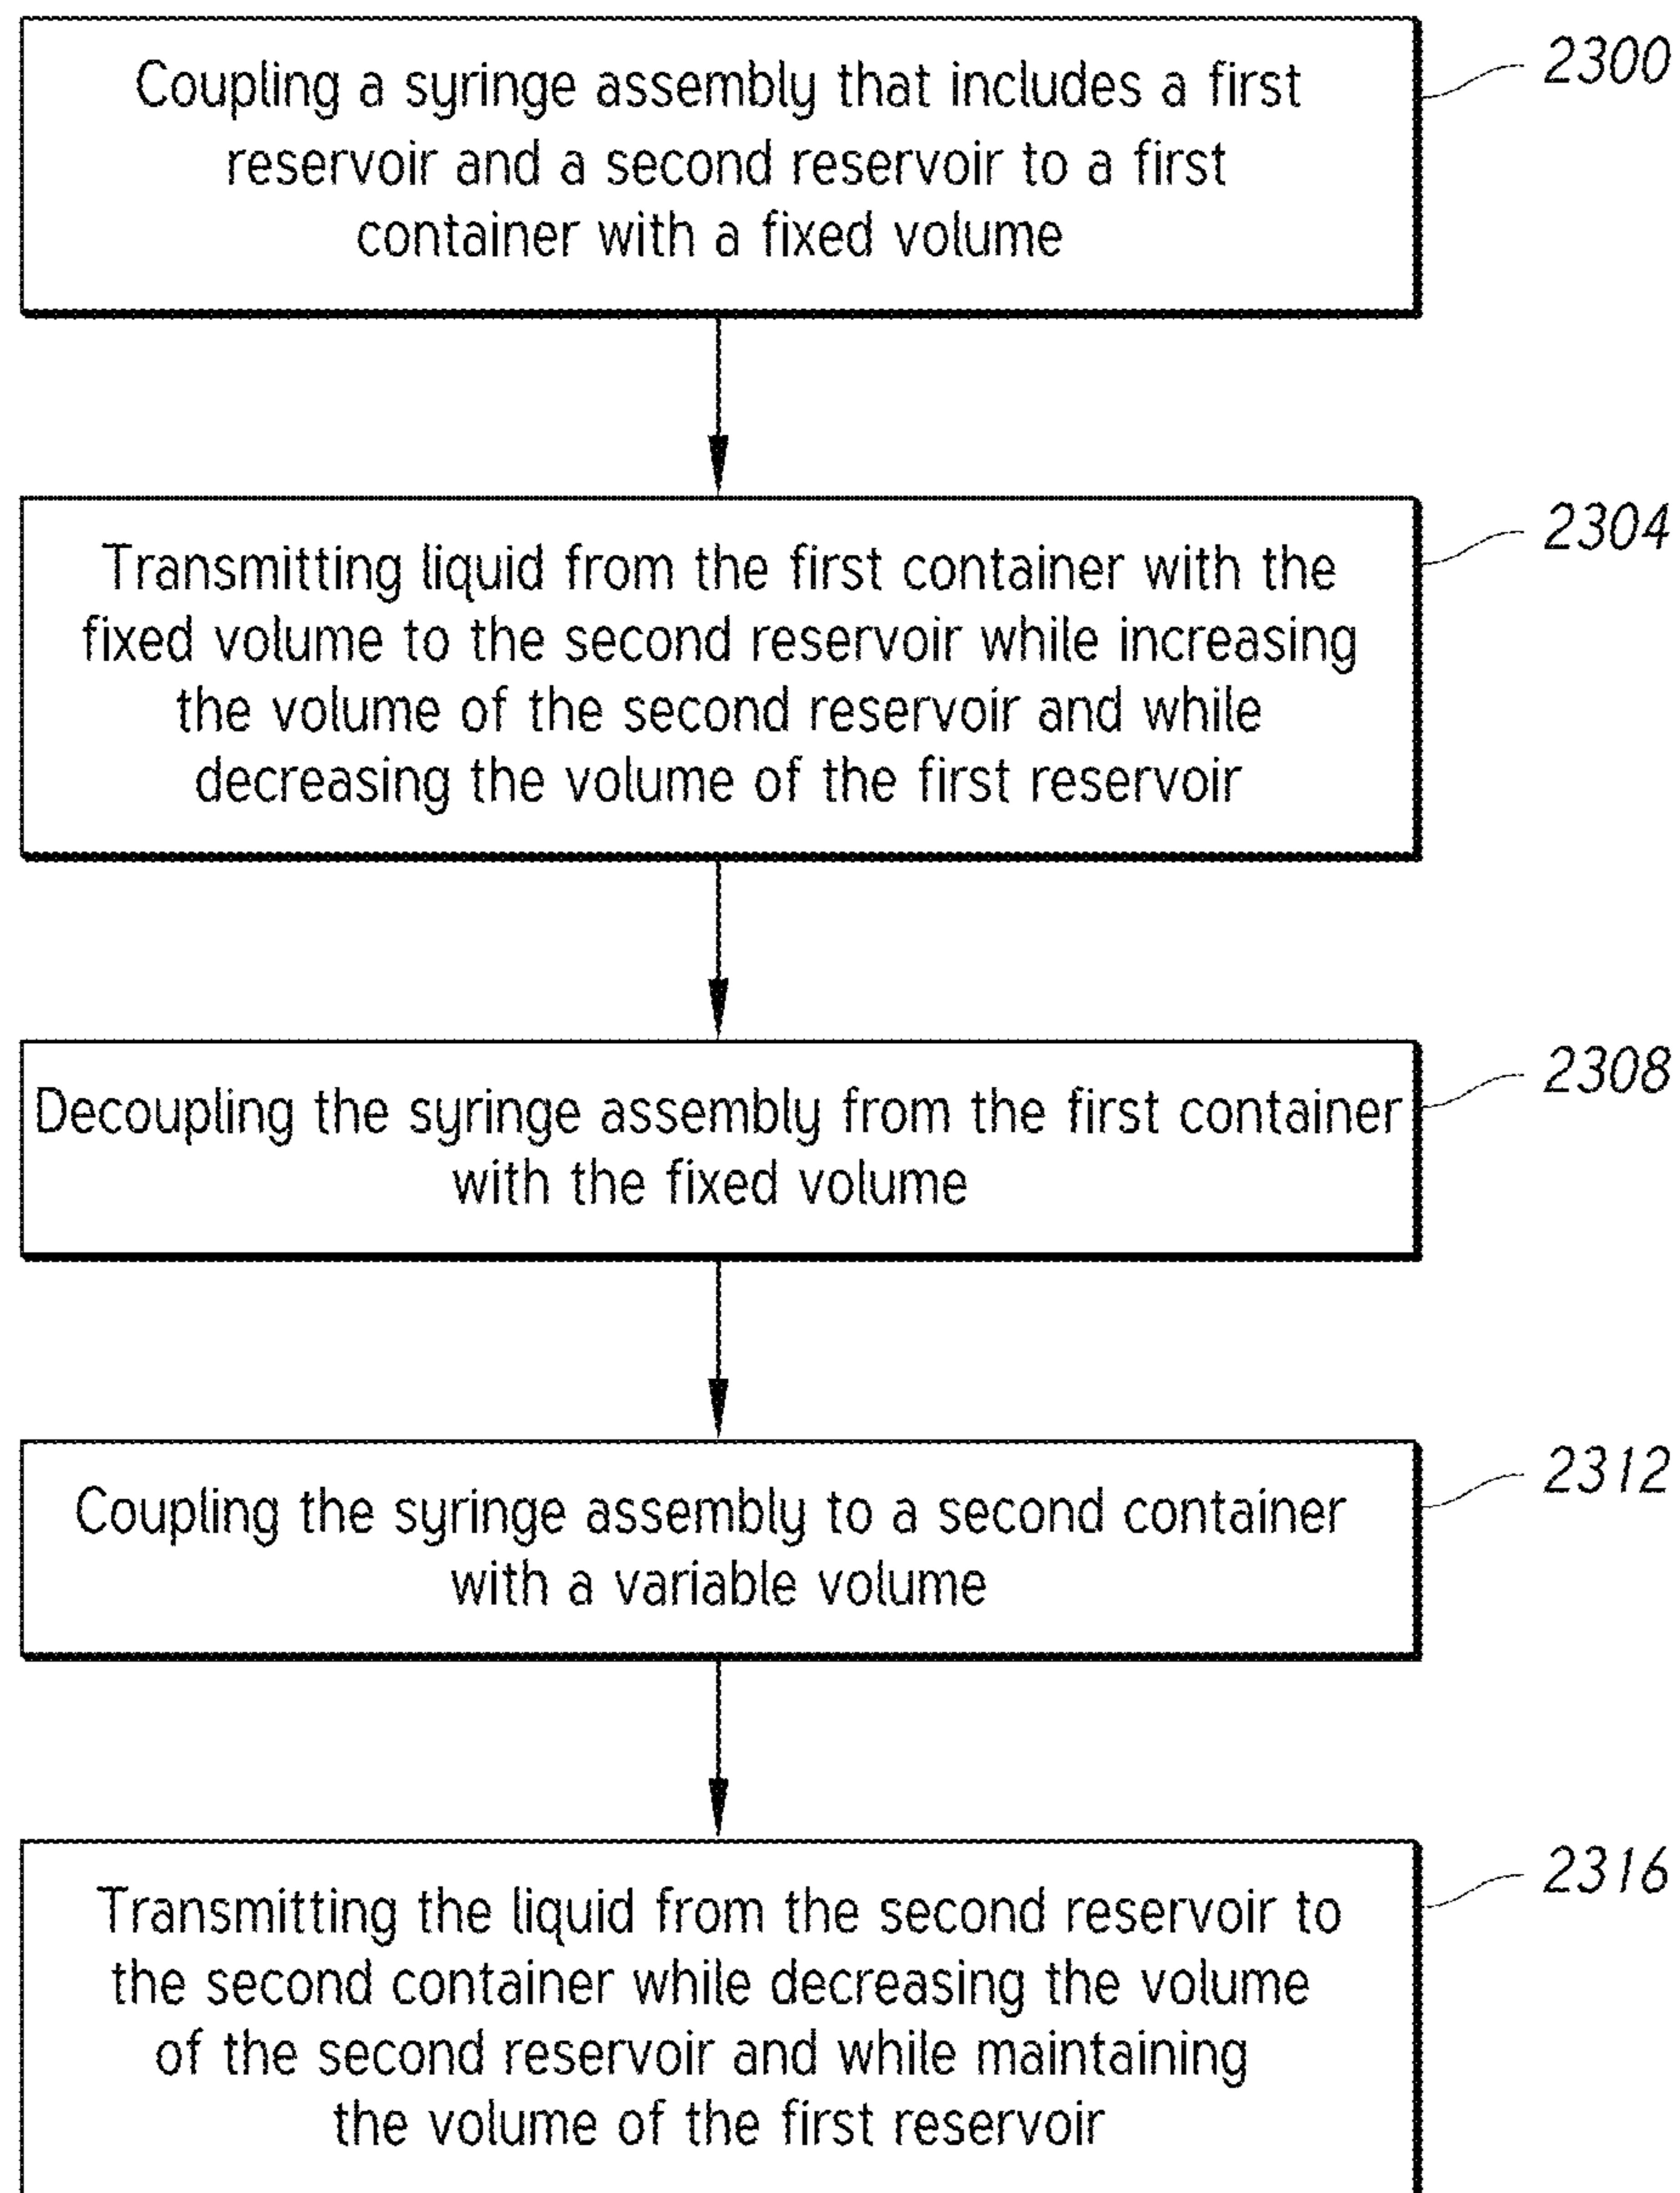 Coupling a syringe assembly that includes a first
reservoir and a second reservoir to a first
container with a fixed volume
2300
Transmitting liquid from the first container with the
fixed volume to the second reservoir while increasing
the volume of the second reservoir and while
decreasing the volume of the first reservoir
2304
Decoupling the syringe assembly from the first container
with the fixed volume
2308
Coupling the syringe assembly to a second container
with a variable volume
2312
Transmitting the liquid from the second reservoir to
the second container while decreasing the volume
of the second reservoir and while maintaining
the volume of the first reservoir
2316